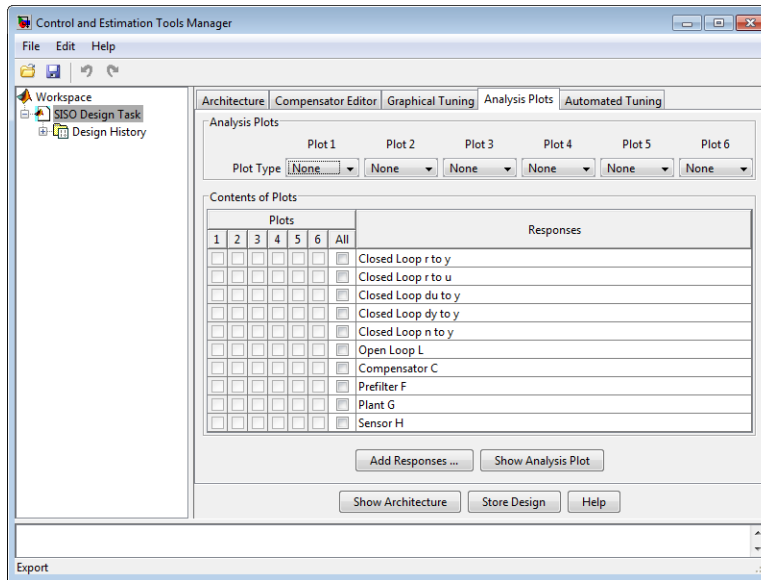 Control and Estimation Tools Manager
File Edit Help
Workspace
SISO Design Task
Design History
Architecture Compensator Editor Graphical Tuning Analysis Plots Automated Tuning
Analysis Plots
Plot 1 Plot 2 Plot 3 Plot 4 Plot 5 Plot 6
Plot Type None None None None None None
Contents of Plots
Plots Responses
1 2 3 4 5 6 All
Closed Loop r to y
Closed Loop r to u
Closed Loop du to y
Closed Loop dy to y
Closed Loop n to y
Open Loop L
Compensator C
Prefilter F
Plant G
Sensor H
Add Responses ... Show Analysis Plot
Show Architecture Store Design Help
Export